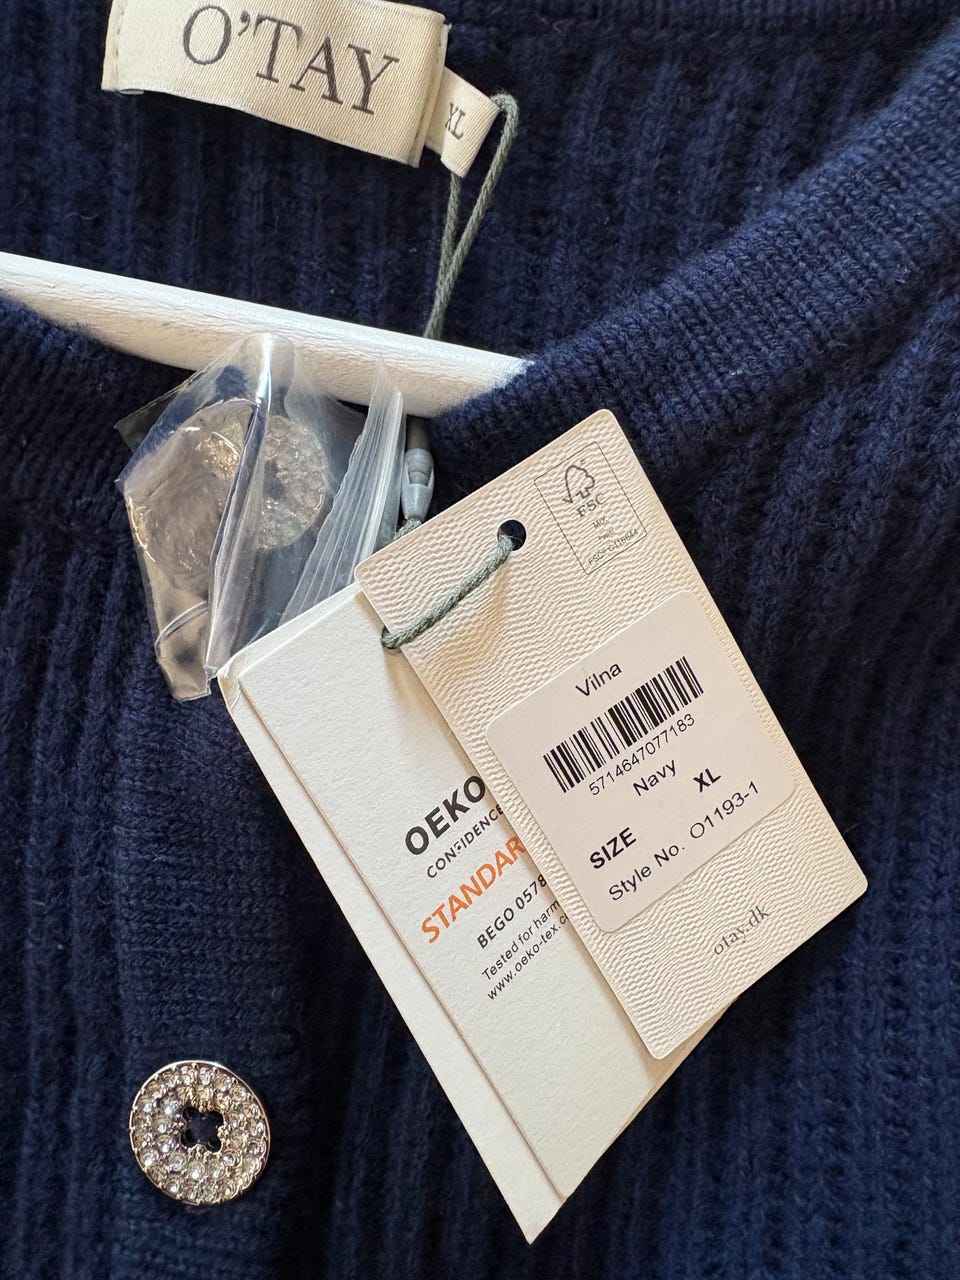 O'TAY
XL
FSC
MIX
Vilna
5714647077183
Navy
SIZE XL
Style No. O1193-1
otay.dk
OEKO
CONFIDENCE
STANDAR
BEGO 0578
Tested for harm
www.oeko-tex.c